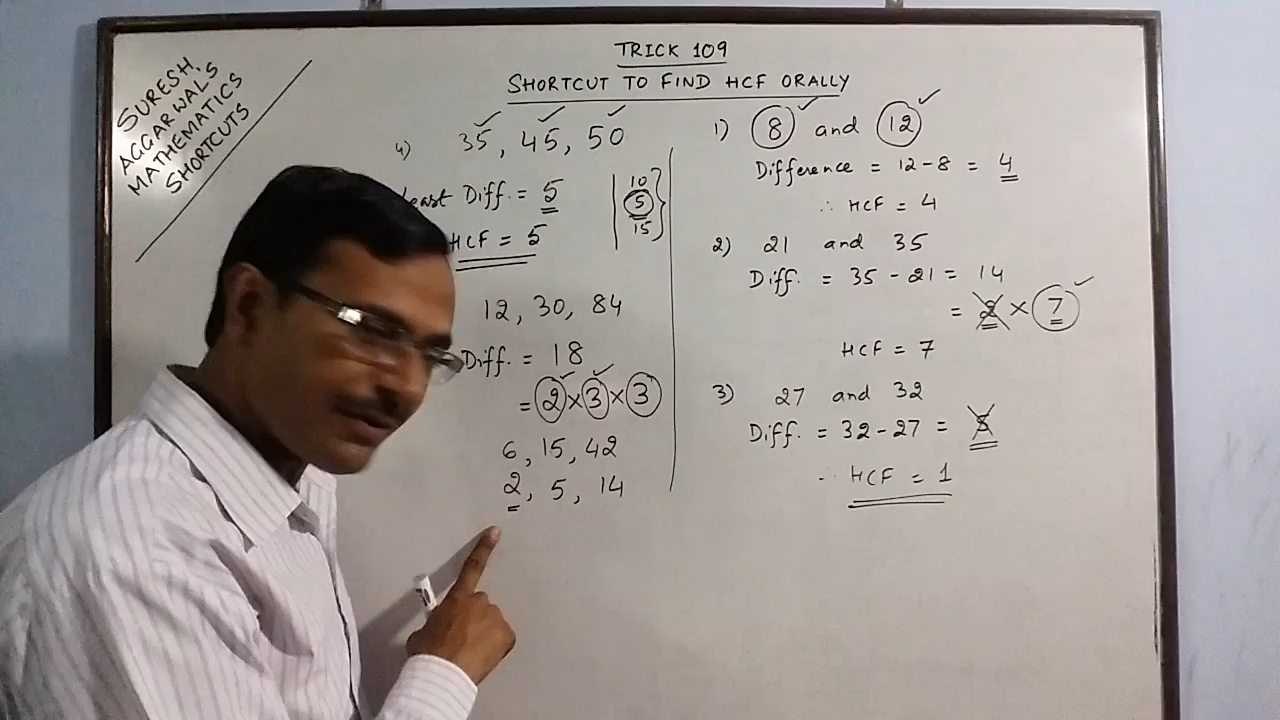 TRICK 109
SHORTCUT TO FIND HCF ORALLY
SURESH
AGGARWAL'S
MATHEMATICS
SHORTCUTS
4) 35, 45, 50
Least Diff. = 5
10
5
15
HCF = 5
12, 30, 84
Diff. = 18
= 2 × 3 × 3
6, 15, 42
2, 5, 14
1) 8 and 12
Difference = 12 - 8 = 4
∴ HCF = 4
2) 21 and 35
Diff. = 35 - 21 = 14
= 2 × 7
HCF = 7
3) 27 and 32
Diff. = 32 - 27 = 5
∴ HCF = 1